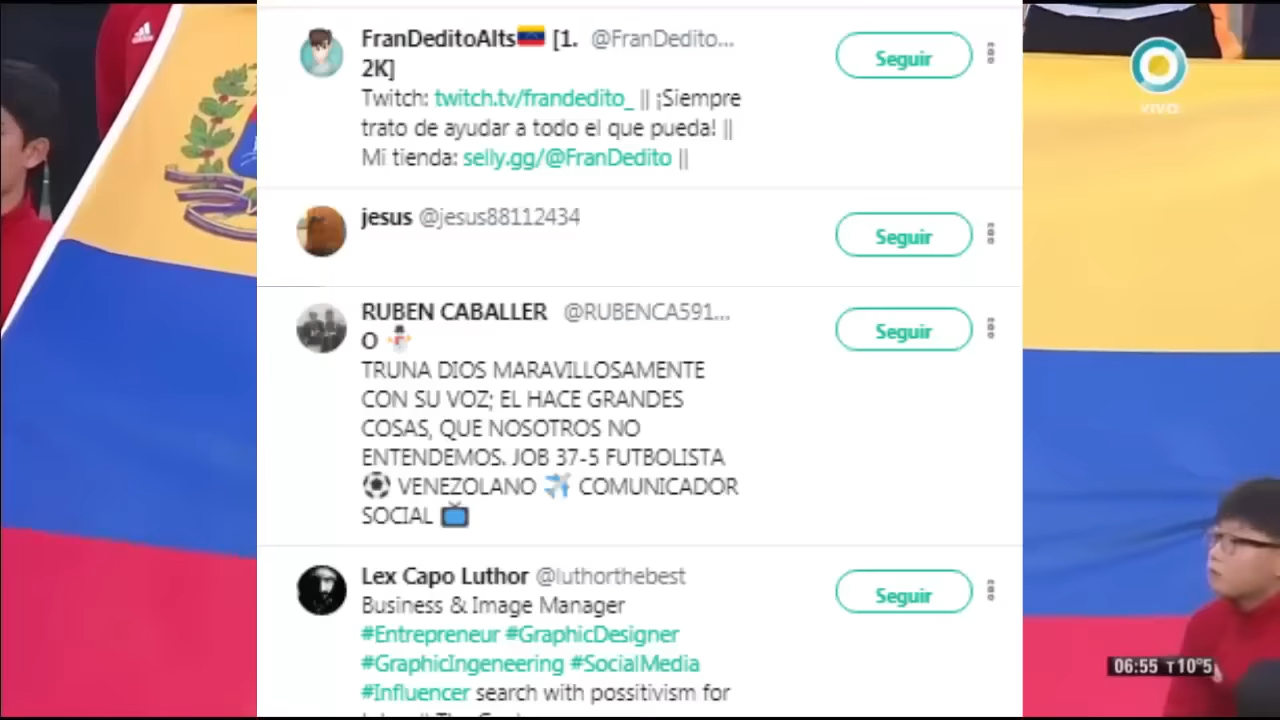 FranDeditoAlts [1. @FranDedito...
2K]
Seguir
Twitch: twitch.tv/frandedito_ || ¡Siempre
trato de ayudar a todo el que pueda! ||
Mi tienda: selly.gg/@FranDedito ||
jesus @jesus88112434
Seguir
RUBEN CABALLER @RUBENCA591...
O
Seguir
TRUNA DIOS MARAVILLOSAMENTE
CON SU VOZ; EL HACE GRANDES
COSAS, QUE NOSOTROS NO
ENTENDEMOS. JOB 37-5 FUTBOLISTA
VENEZOLANO COMUNICADOR
SOCIAL
Lex Capo Luthor @luthorthebest
Seguir
Business & Image Manager
#Entrepreneur #GraphicDesigner
#GraphicIngeneering #SocialMedia
#Influencer search with possitivism for
VIVO
06:55 T 10°5